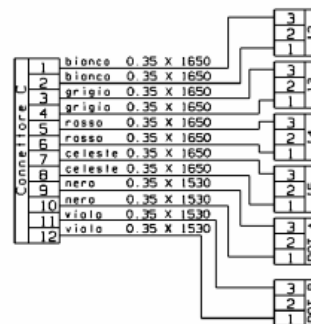 Connettore C
1 bianco 0.35 X 1650
2 bianco 0.35 X 1650
3 grigio 0.35 X 1650
4 grigio 0.35 X 1650
5 rosso 0.35 X 1650
6 rosso 0.35 X 1650
7 celeste 0.35 X 1650
8 celeste 0.35 X 1650
9 nero 0.35 X 1530
10 nero 0.35 X 1530
11 viola 0.35 X 1530
12 viola 0.35 X 1530
3
2
1
3
2
1
3
2
1
3
2
1
3
2
1
3
2
1